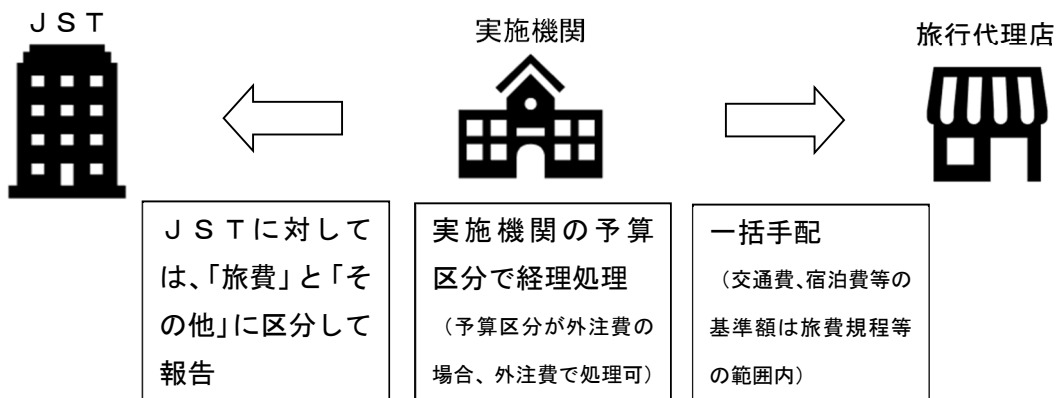 ＪＳＴ
実施機関
旅行代理店
ＪＳＴに対して
は、「旅費」と「そ
の他」に区分して
報告
実施機関の予算
区分で経理処理
（予算区分が外注費の
場合、外注費で処理可）
一括手配
（交通費、宿泊費等の
基準額は旅費規程等
の範囲内）